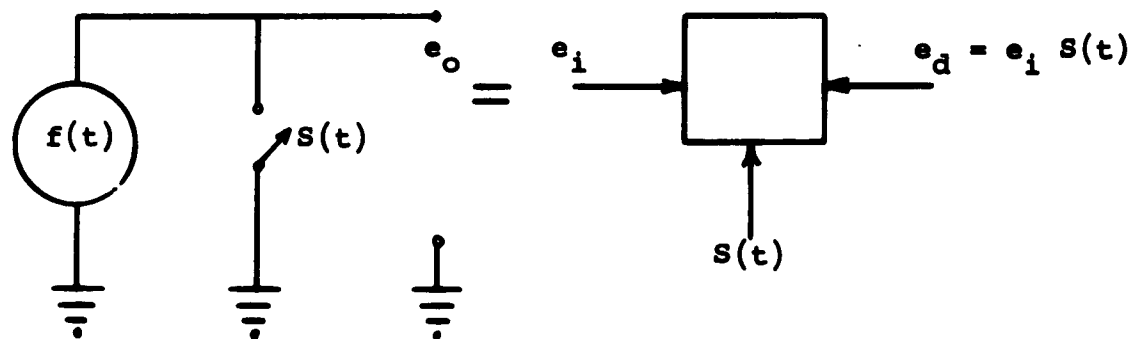 f(t)
S(t)
e_o
=
e_i
e_d = e_i S(t)
S(t)